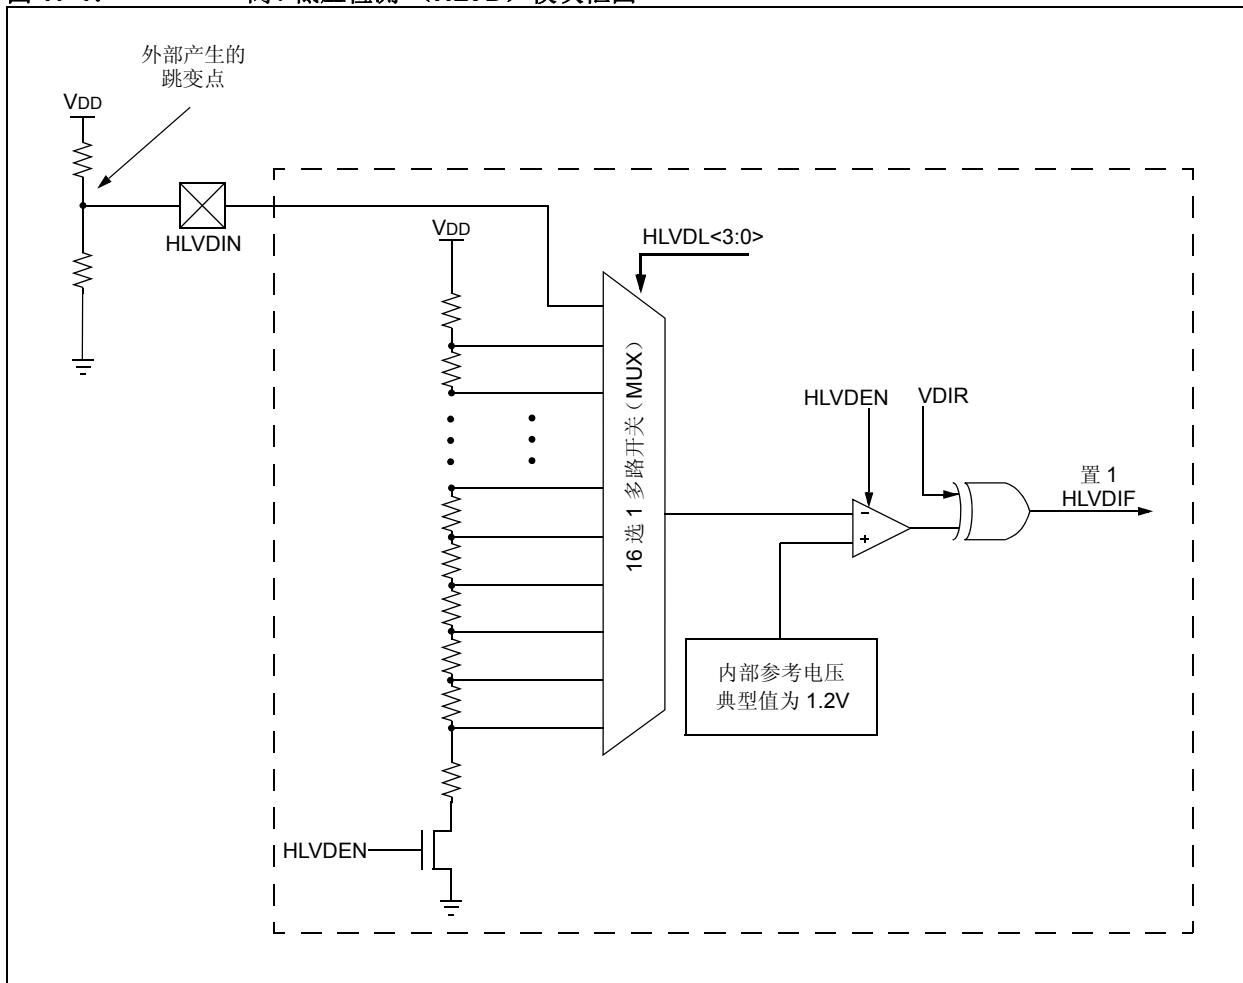 外部产生的
跳变点
VDD
HLVDIN
VDD
HLVDL<3:0>
16 选 1 多路开关（MUX）
HLVDEN
VDIR
置 1
HLVDIF
-
+
内部参考电压
典型值为 1.2V
HLVDEN